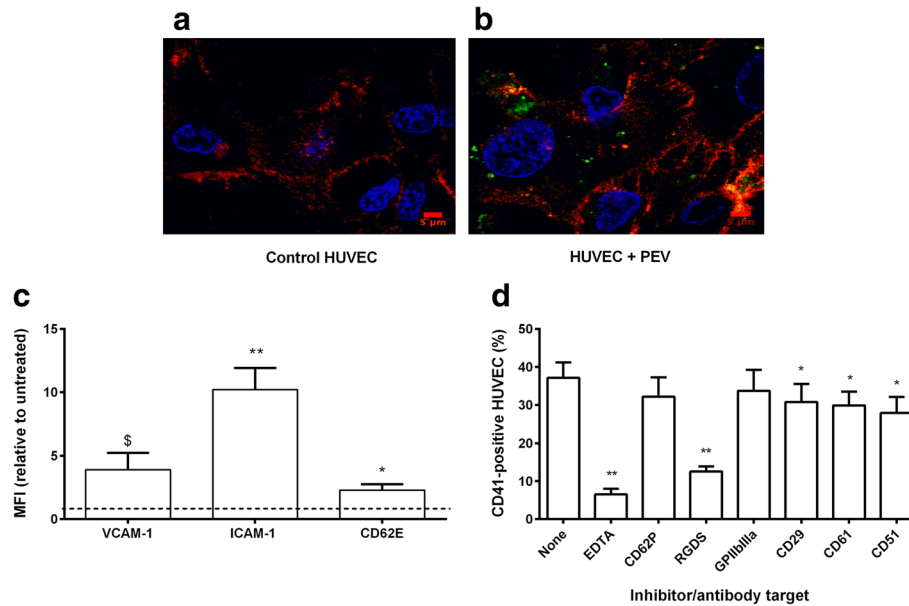 a
b
5 µm
5 µm
Control HUVEC
HUVEC + PEV
c
d
MFI (relative to untreated)
15
10
5
0
$
**
*
VCAM-1
ICAM-1
CD62E
CD41-positive HUVEC (%)
50
40
30
20
10
0
**
**
*
*
*
None
EDTA
CD62P
RGDS
GPIIbIIIa
CD29
CD61
CD51
Inhibitor/antibody target